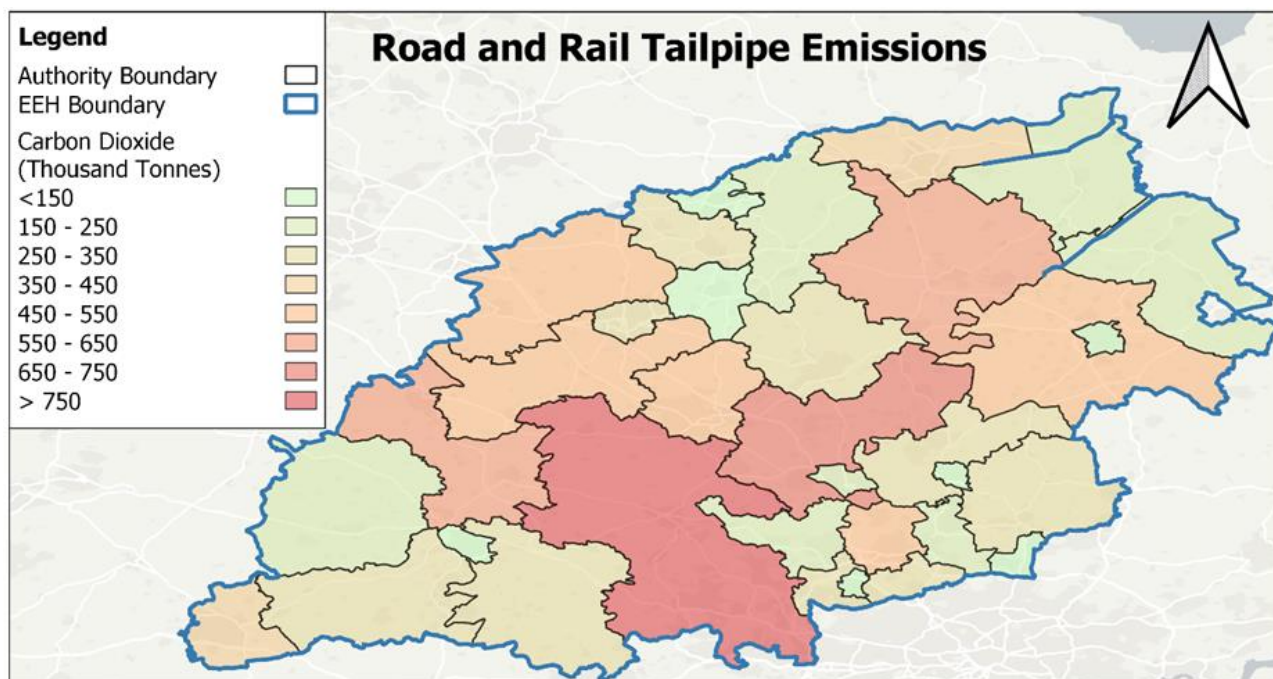 Road and Rail Tailpipe Emissions
Legend
Authority Boundary
EEH Boundary
Carbon Dioxide
(Thousand Tonnes)
<150
150 - 250
250 - 350
350 - 450
450 - 550
550 - 650
650 - 750
> 750